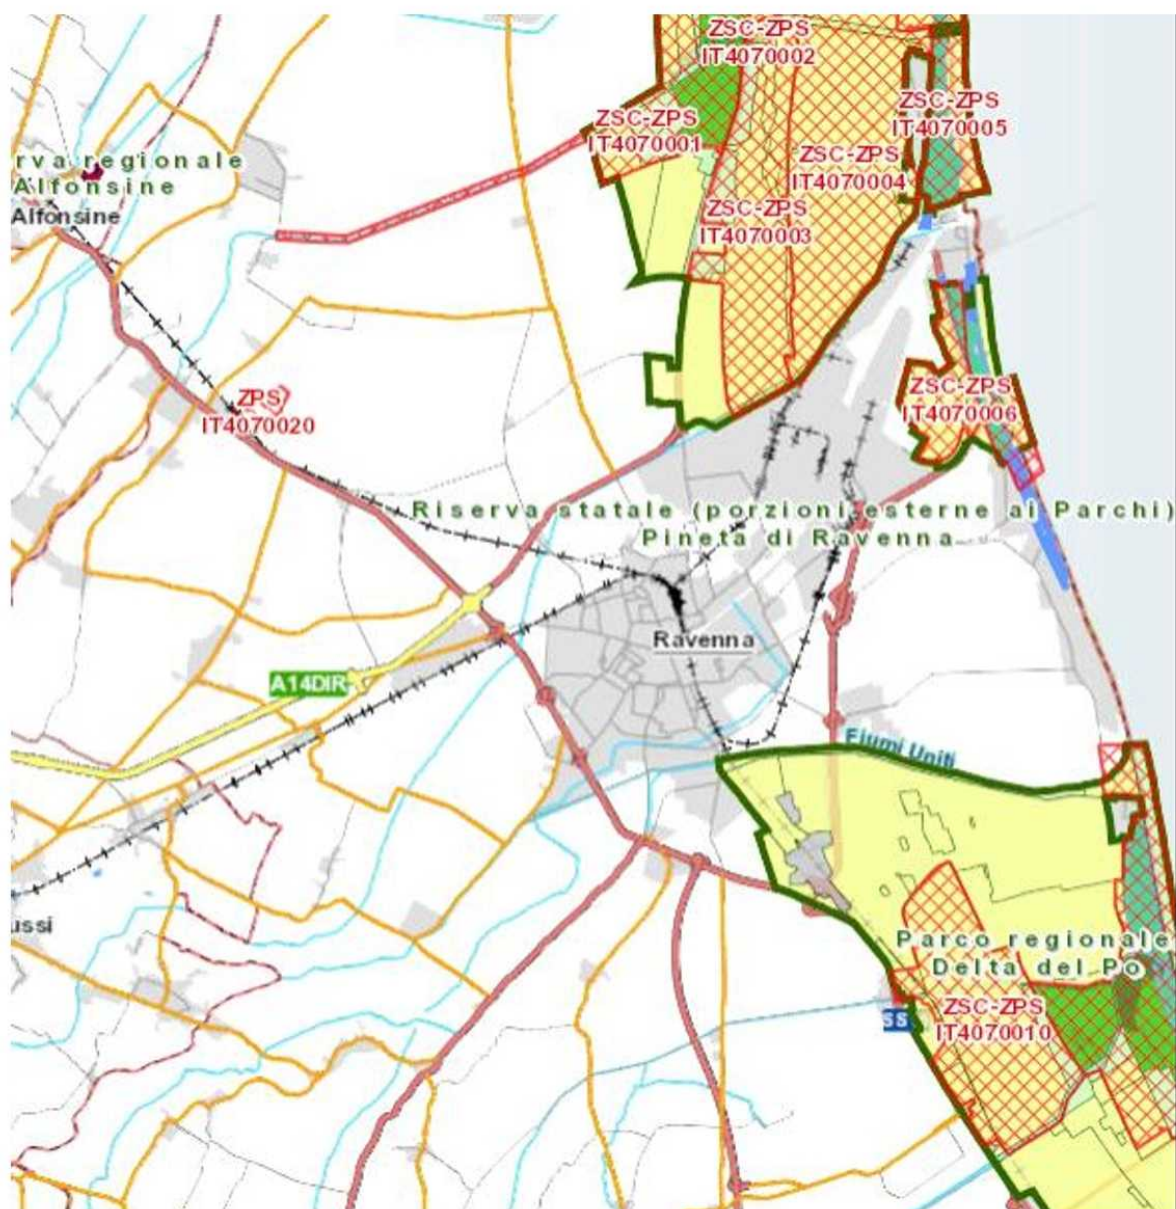 ZSC-ZPS
IT4070002
ZSC-ZPS
IT4070001
ZSC-ZPS
IT4070005
ZSC-ZPS
IT4070004
rva regionale
Alfonsine
Alfonsine
ZSC-ZPS
IT4070003
ZPS
IT4070020
ZSC-ZPS
IT4070006
Riserva statale (porzioni esterne ai Parchi)
Pineta di Ravenna
Ravenna
A14DIR
Fiumi Uniti
ussi
Parco regionale
Delta del Po
ZSC-ZPS
IT4070010
SS